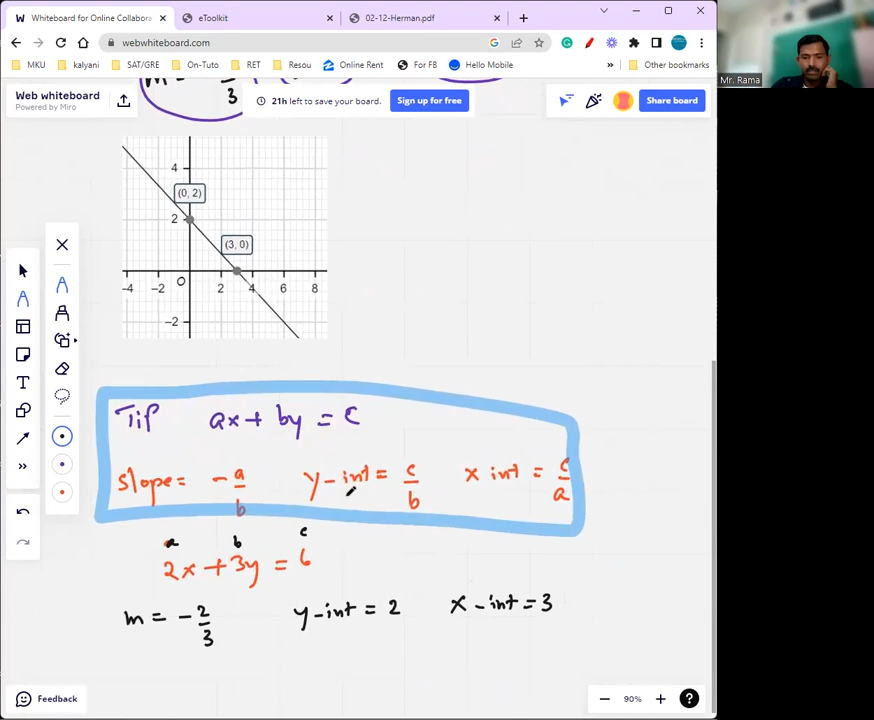 Whiteboard for Online Collabora
eToolkit
02-12-Herman.pdf
webwhiteboard.com
MKU
kalyani
SAT/GRE
On-Tuto
RET
Resou
Online Rent
For FB
Hello Mobile
Other bookmarks
Mr. Rama
Web whiteboard
Powered by Miro
21h left to save your board.
Sign up for free
Share board
3
4
(0, 2)
2
(3, 0)
O
-4 -2 2 4 6 8
-2
Tip ax + by = c
Slope = -a/b y-int = c/b x int = c/a
a b c
2x + 3y = 6
m = -2/3 y-int = 2 x-int = 3
Feedback
90%